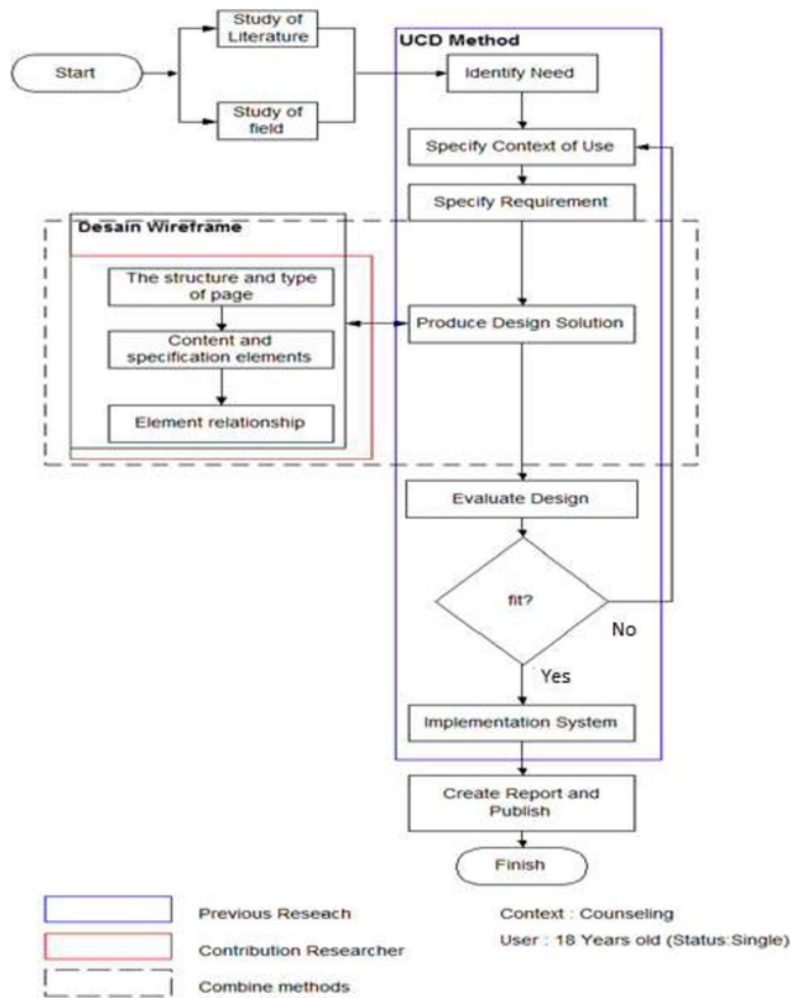 Study of
Literature
Start
Study of
field
UCD Method
Identify Need
Specify Context of Use
Specify Requirement
Desain Wireframe
The structure and type
of page
Content and
specification elements
Element relationship
Produce Design Solution
Evaluate Design
fit?
No
Yes
Implementation System
Create Report and
Publish
Finish
Previous Reseach
Contribution Researcher
Combine methods
Context : Counseling
User : 18 Years old (Status:Single)